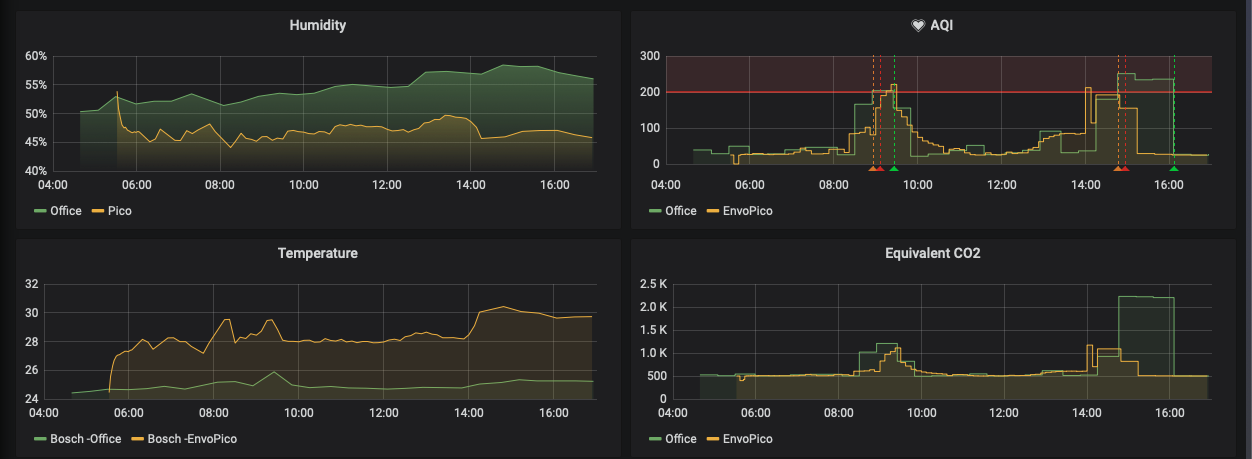 Humidity
60%
55%
50%
45%
40%
04:00 06:00 08:00 10:00 12:00 14:00 16:00
Office Pico
AQI
300
200
100
0
04:00 06:00 08:00 10:00 12:00 14:00 16:00
Office EnvoPico
Temperature
32
30
28
26
24
04:00 06:00 08:00 10:00 12:00 14:00 16:00
Bosch -Office Bosch -EnvoPico
Equivalent CO2
2.5 K
2.0 K
1.5 K
1.0 K
500
0
04:00 06:00 08:00 10:00 12:00 14:00 16:00
Office EnvoPico